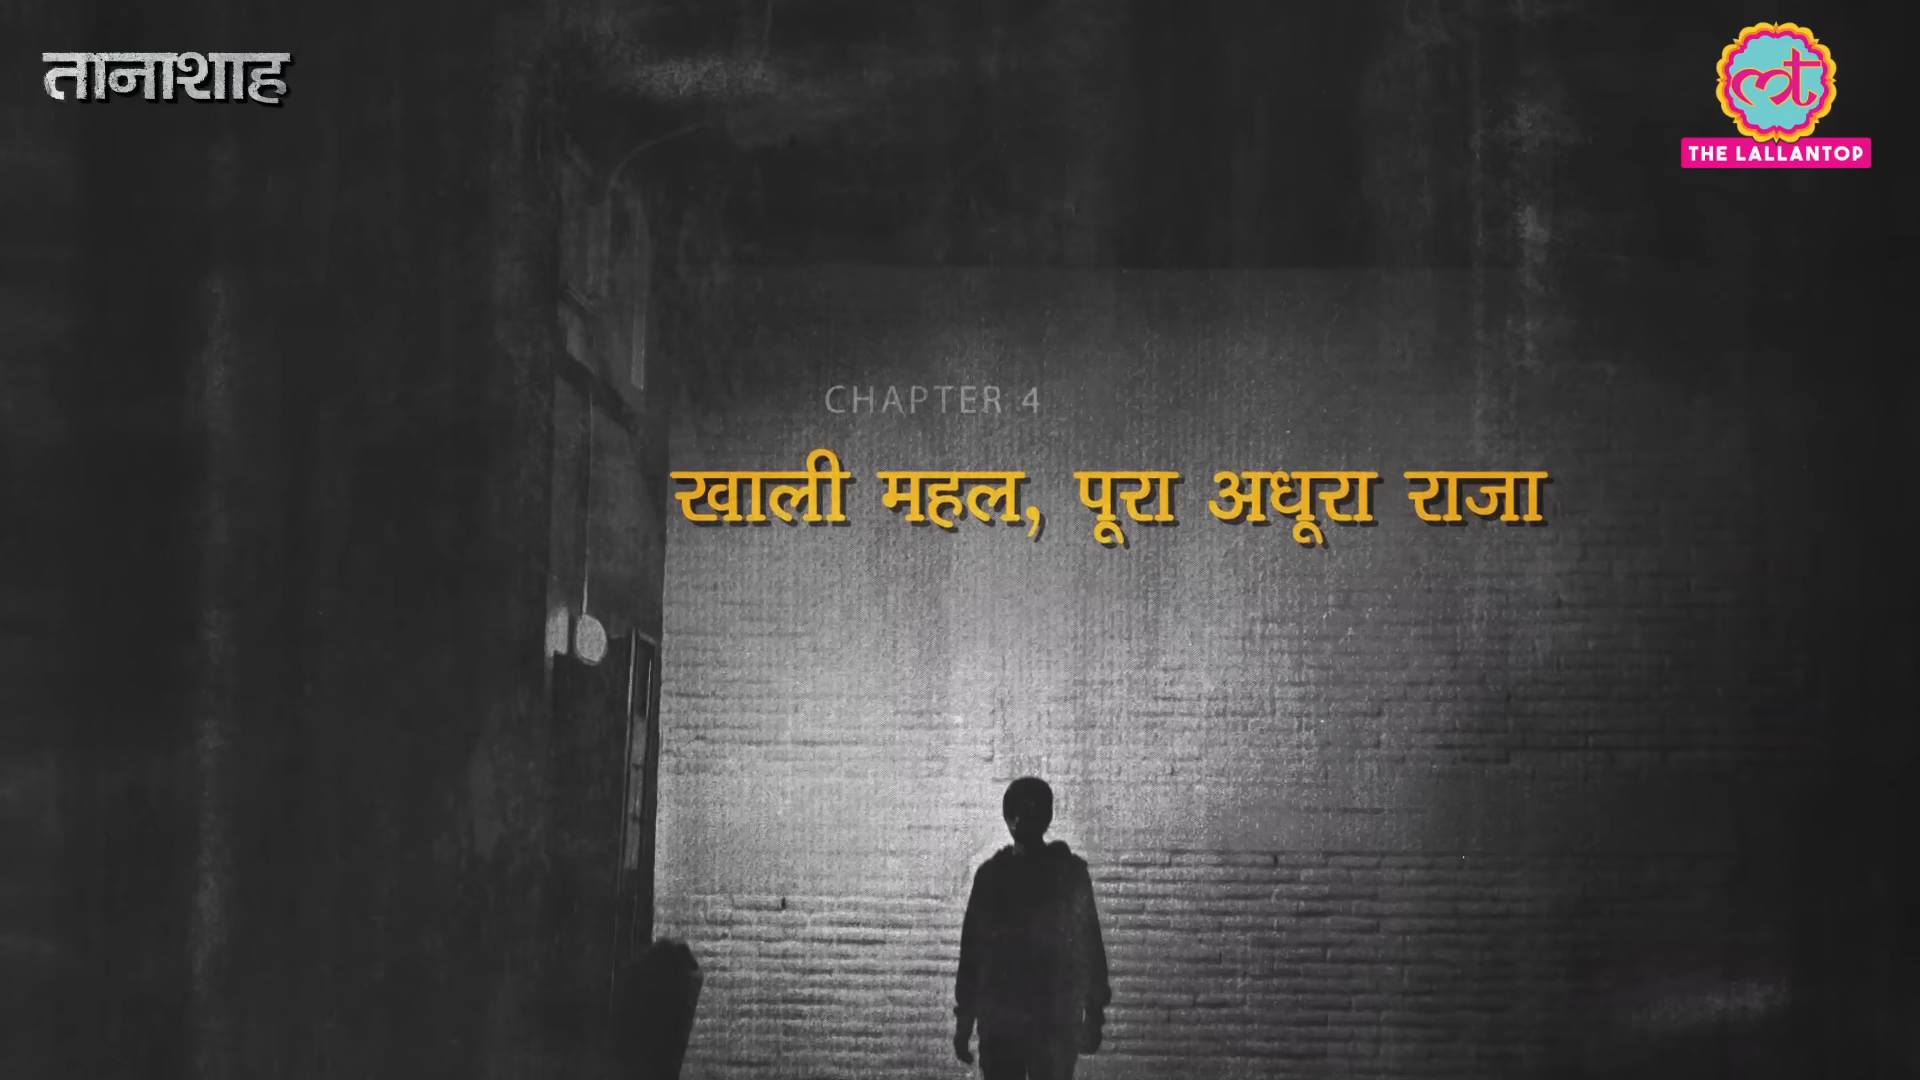 तानाशाह
THE LALLANTOP
CHAPTER 4
खाली महल, पूरा अधूरा राजा